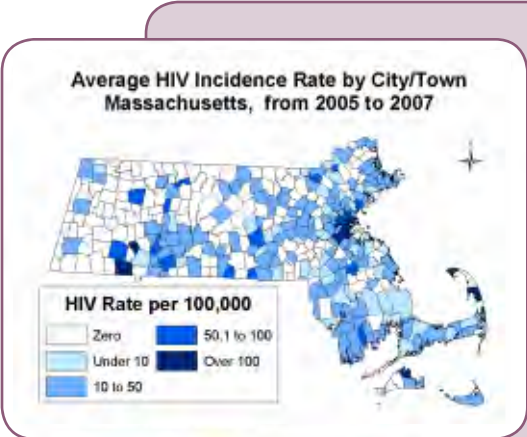 Average HIV Incidence Rate by City/Town
Massachusetts, from 2005 to 2007
HIV Rate per 100,000
Zero
50.1 to 100
Under 10
Over 100
10 to 50